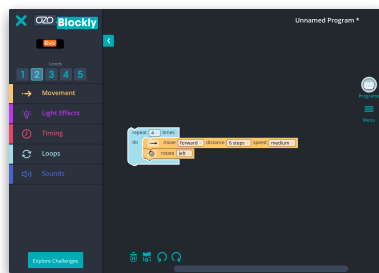 OZO Blockly
Unnamed Program *
Evo
Levels
1 2 3 4 5
Movement
Light Effects
Timing
Loops
Sounds
Programs
Menu
repeat 4 times
do move forward distance 6 steps speed medium
rotate left
Explore Challenges